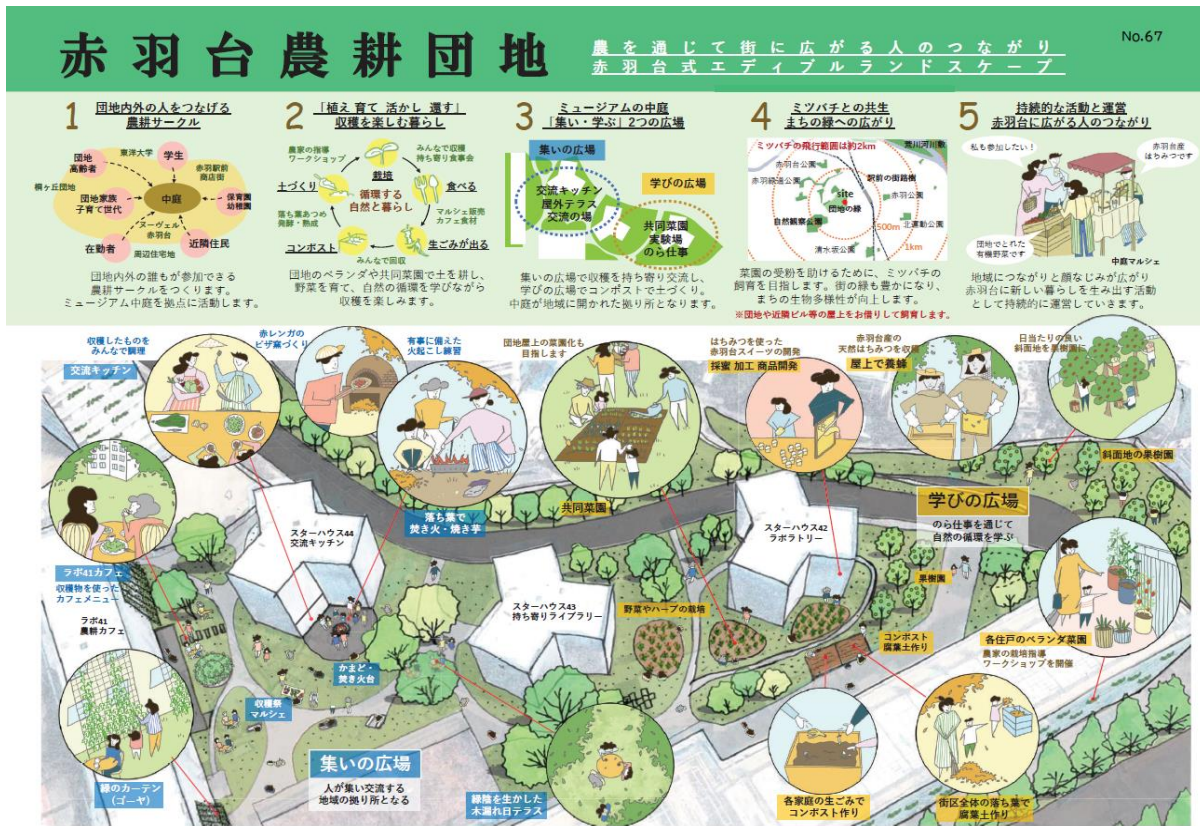 赤羽台農耕団地
農を通じて街に広がる人のつながり
赤羽台式エディブルランドスケープ
No.67
1
団地内外の人をつなげる
農耕サークル
団地
高齢者
東洋大学
学生
赤羽駅前
商店街
桐ヶ丘団地
団地家族
子育て世代
中庭
保育園
幼稚園
ヌーヴェル
赤羽台
在勤者
周辺住宅地
近隣住民
団地内外の誰もが参加できる
農耕サークルをつくります。
ミュージアム中庭を拠点に活動します。
2
「植え 育て 活かし 還す」
収穫を楽しむ暮らし
農家の指導
ワークショップ
みんなで収穫
持ち寄り食事会
栽培
土づくり
循環する
自然と暮らし
食べる
落ち葉あつめ
発酵・熟成
マルシェ販売
カフェ食材
コンポスト
生ごみが出る
みんなで回収
団地のベランダや共同菜園で土を耕し、
野菜を育て、自然の循環を学びながら
収穫を楽しみます。
3
ミュージアムの中庭
「集い・学ぶ」2つの広場
集いの広場
交流キッチン
屋外テラス
交流の場
学びの広場
共同菜園
実験場
のら仕事
集いの広場で収穫を持ち寄り交流し、
学びの広場でコンポストで土づくり。
中庭が地域に開かれた拠り所となります。
4
ミツバチとの共生
まちの緑への広がり
ミツバチの飛行範囲は約2km
荒川河川敷
赤羽台公園
駅前の街路樹
赤羽緑道公園
site
団地の緑
赤羽公園
自然観察公園
500m
北運動公園
清水坂公園
1km
菜園の受粉を助けるために、ミツバチの
飼育を目指します。街の緑も豊かになり、
まちの生物多様性が向上します。
※団地や近隣ビル等の屋上をお借りして飼育します。
5
持続的な活動と運営
赤羽台に広がる人のつながり
私も参加したい！
赤羽台産
はちみつです
団地でとれた
有機野菜です
中庭マルシェ
地域につながりと顔なじみが広がり
赤羽台に新しい暮らしを生み出す活動
として持続的に運営していきます。
収穫したものを
みんなで調理
交流キッチン
赤レンガの
ピザ窯づくり
有事に備えた
火起こし練習
団地屋上の菜園化も
目指します
はちみつを使った
赤羽台スイーツの開発
採蜜 加工 商品開発
赤羽台産の
天然はちみつを収穫
屋上で養蜂
日当たりの良い
斜面地を果樹園に
斜面地の果樹園
落ち葉で
焚き火・焼き芋
共同菜園
学びの広場
のら仕事を通じて
自然の循環を学ぶ
スターハウス44
交流キッチン
スターハウス42
ラボラトリー
ラボ41カフェ
収穫物を使った
カフェメニュー
ラボ41
農耕カフェ
スターハウス43
持ち寄りライブラリー
野菜やハーブの栽培
果樹園
コンポスト
腐葉土作り
各住戸のベランダ菜園
農家の栽培指導
ワークショップを開催
かまど・
焚き火台
収穫祭
マルシェ
集いの広場
人が集い交流する
地域の拠り所となる
緑のカーテン
(ゴーヤ)
緑陰を生かした
木漏れ日テラス
各家庭の生ごみで
コンポスト作り
街区全体の落ち葉で
腐葉土作り